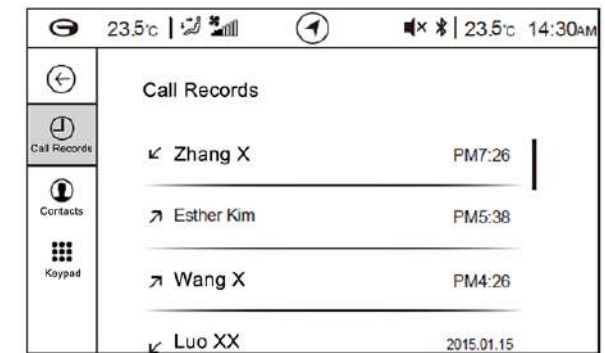 23.5°c 23.5°c 14:30AM
Call Records
Call Records
Zhang X PM7:26
Contacts
Esther Kim PM5:38
Keypad
Wang X PM4:26
Luo XX 2015.01.15